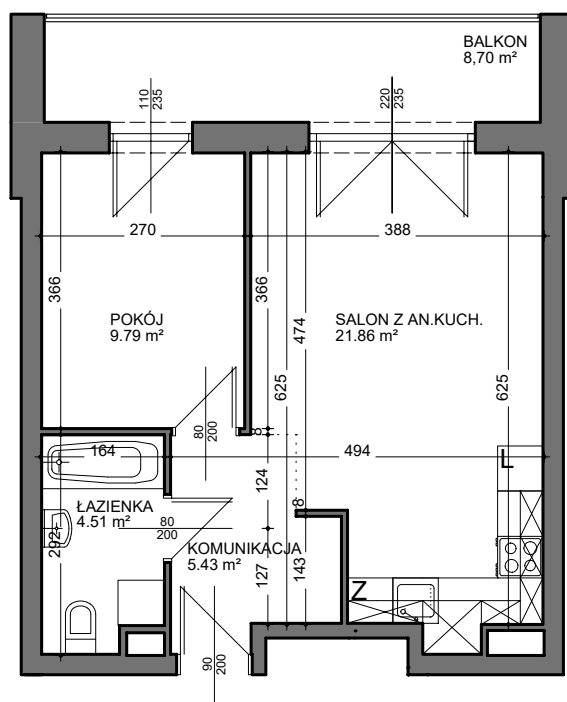 BALKON
8,70 m²
110
235
220
235
270
388
366
366
474
625
625
POKÓJ
9.79 m²
SALON Z AN.KUCH.
21.86 m²
80
200
8
164
494
124
L
ŁAZIENKA
4.51 m²
8
80
200
292
KOMUNIKACJA
5.43 m²
127
143
Z
90
200